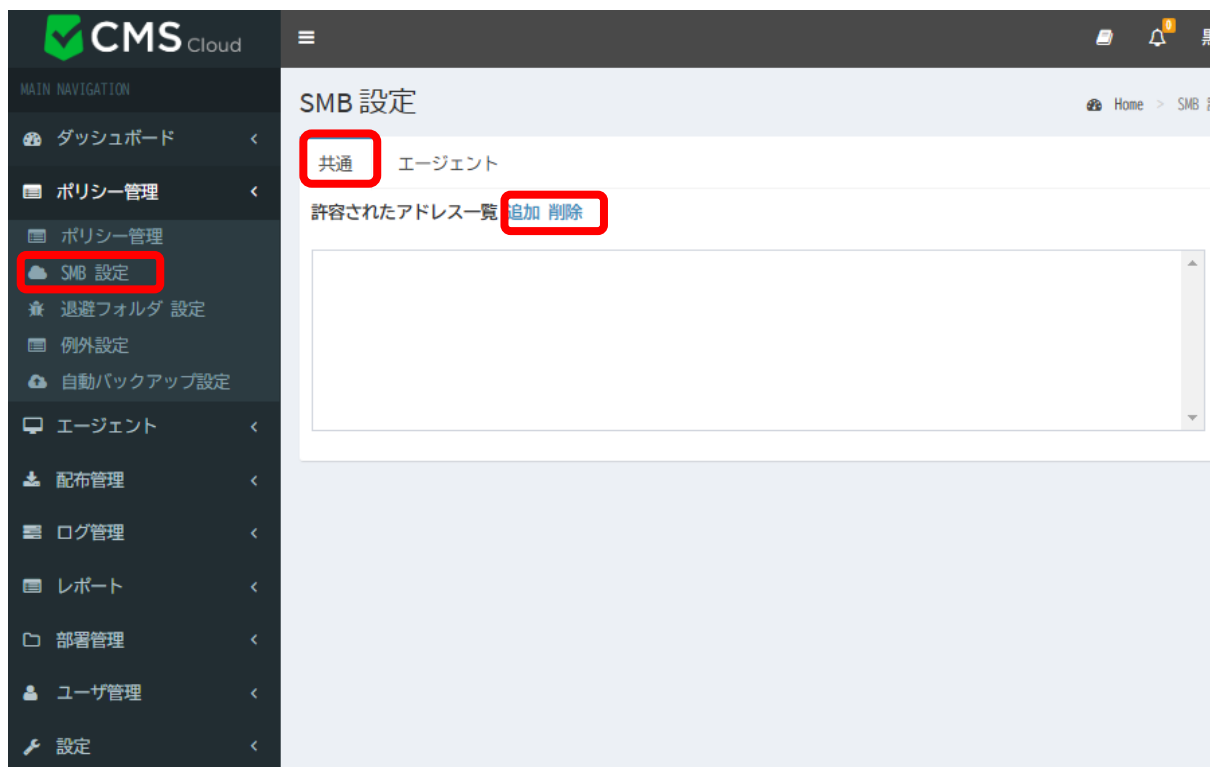 CMS Cloud
0
黒
MAIN NAVIGATION
SMB 設定
Home > SMB
ダッシュボード
共通 エージェント
ポリシー管理
許容されたアドレス一覧 追加 削除
ポリシー管理
SMB 設定
退避フォルダ 設定
例外設定
自動バックアップ設定
エージェント
配布管理
ログ管理
レポート
部署管理
ユーザ管理
設定